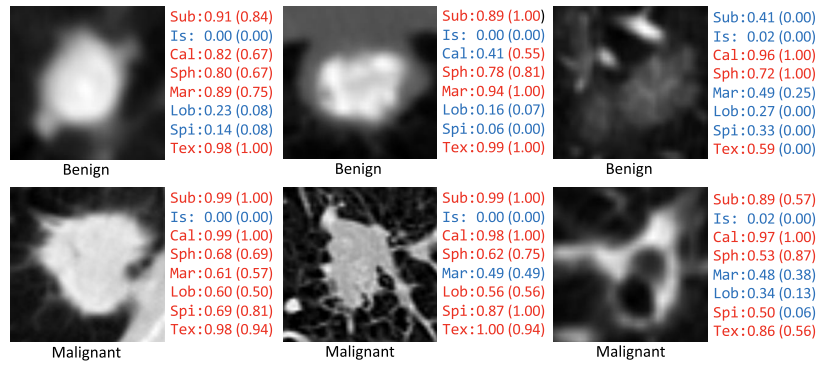 Sub:0.91 (0.84)
Is: 0.00 (0.00)
Cal:0.82 (0.67)
Sph:0.80 (0.67)
Mar:0.89 (0.75)
Lob:0.23 (0.08)
Spi:0.14 (0.08)
Tex:0.98 (1.00)
Benign
Sub:0.89 (1.00)
Is: 0.00 (0.00)
Cal:0.41 (0.55)
Sph:0.78 (0.81)
Mar:0.94 (1.00)
Lob:0.16 (0.07)
Spi:0.06 (0.00)
Tex:0.99 (1.00)
Benign
Sub:0.41 (0.00)
Is: 0.02 (0.00)
Cal:0.96 (1.00)
Sph:0.72 (1.00)
Mar:0.49 (0.25)
Lob:0.27 (0.00)
Spi:0.33 (0.00)
Tex:0.59 (0.00)
Benign
Sub:0.99 (1.00)
Is: 0.00 (0.00)
Cal:0.99 (1.00)
Sph:0.68 (0.69)
Mar:0.61 (0.57)
Lob:0.60 (0.50)
Spi:0.69 (0.81)
Tex:0.98 (0.94)
Malignant
Sub:0.99 (1.00)
Is: 0.00 (0.00)
Cal:0.98 (1.00)
Sph:0.62 (0.75)
Mar:0.49 (0.49)
Lob:0.56 (0.56)
Spi:0.87 (1.00)
Tex:1.00 (0.94)
Malignant
Sub:0.89 (0.57)
Is: 0.02 (0.00)
Cal:0.97 (1.00)
Sph:0.53 (0.87)
Mar:0.48 (0.38)
Lob:0.34 (0.13)
Spi:0.50 (0.06)
Tex:0.86 (0.56)
Malignant